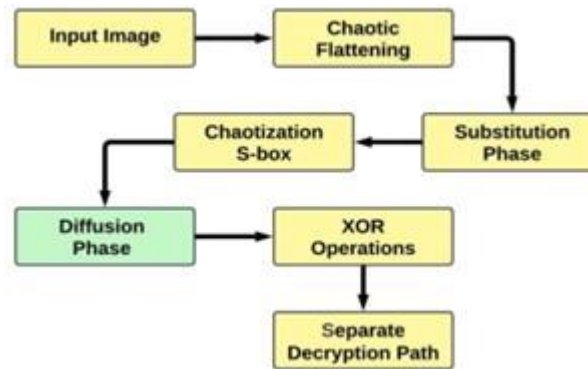 Input Image
Chaotic
Flattening
Substitution
Phase
Chaotization
S-box
Diffusion
Phase
XOR
Operations
Separate
Decryption Path